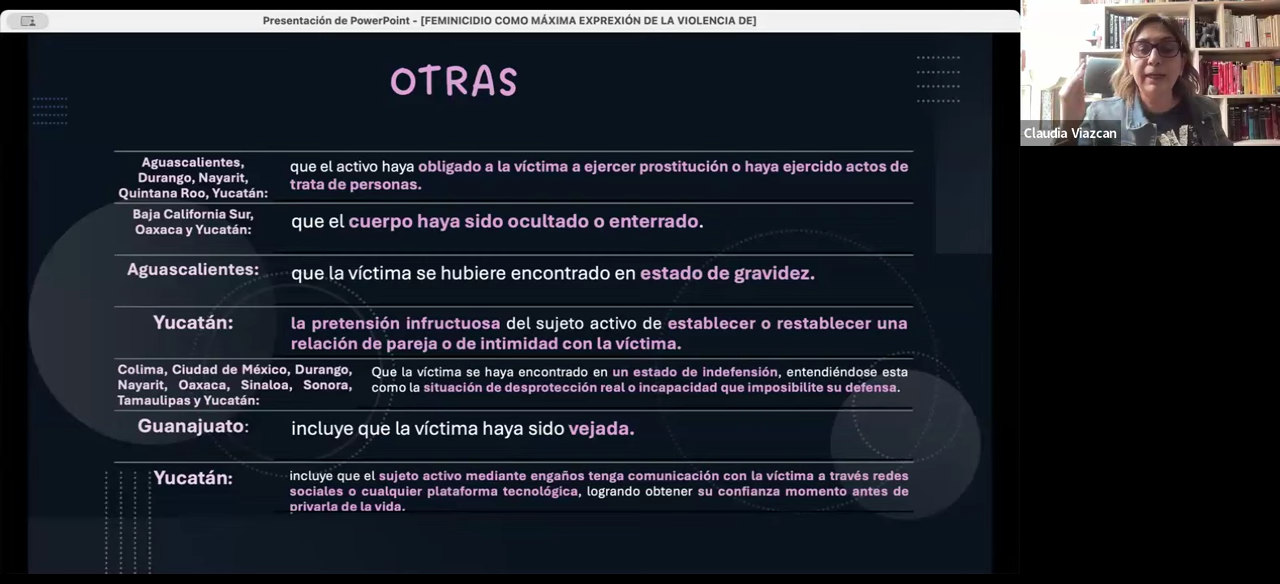 Presentación de PowerPoint - [FEMINICIDIO COMO MÁXIMA EXPREXIÓN DE LA VIOLENCIA DE]
OTRAS
Aguascalientes,
Durango, Nayarit,
Quintana Roo, Yucatán:
que el activo haya obligado a la víctima a ejercer prostitución o haya ejercido actos de
trata de personas.
Baja California Sur,
Oaxaca y Yucatán:
que el cuerpo haya sido ocultado o enterrado.
Aguascalientes:
que la víctima se hubiere encontrado en estado de gravidez.
Yucatán:
la pretensión infructuosa del sujeto activo de establecer o restablecer una
relación de pareja o de intimidad con la víctima.
Colima, Ciudad de México, Durango,
Nayarit, Oaxaca, Sinaloa, Sonora,
Tamaulipas y Yucatán:
Que la víctima se haya encontrado en un estado de indefensión, entendiéndose esta
como la situación de desprotección real o incapacidad que imposibilite su defensa.
Guanajuato:
incluye que la víctima haya sido vejada.
Yucatán:
incluye que el sujeto activo mediante engaños tenga comunicación con la víctima a través redes
sociales o cualquier plataforma tecnológica, logrando obtener su confianza momento antes de
privarla de la vida.
Claudia Viazcan